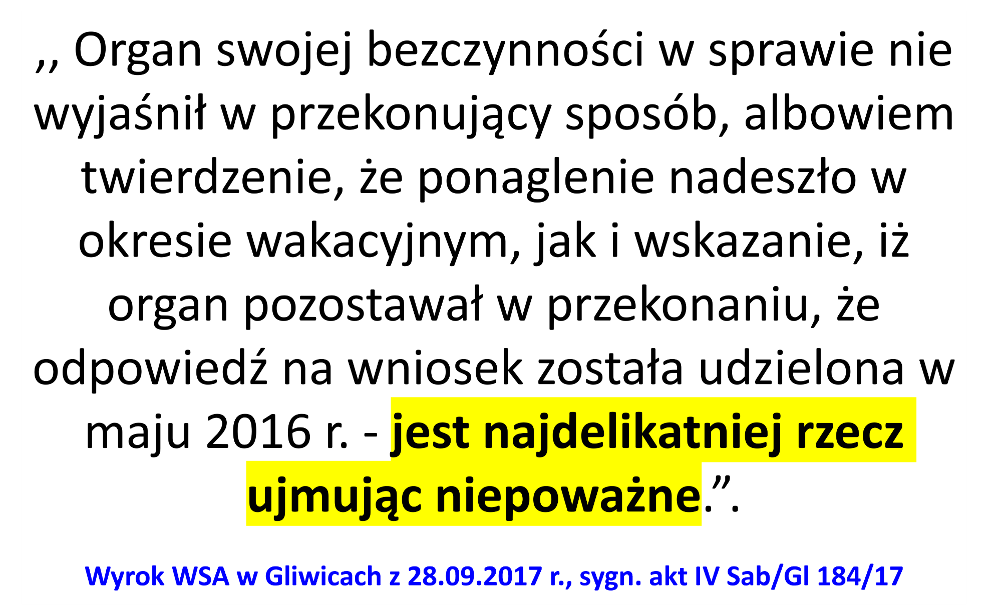 ,, Organ swojej bezczynności w sprawie nie
wyjaśnił w przekonujący sposób, albowiem
twierdzenie, że ponaglenie nadeszło w
okresie wakacyjnym, jak i wskazanie, iż
organ pozostawał w przekonaniu, że
odpowiedź na wniosek została udzielona w
maju 2016 r. - jest najdelikatniej rzecz
ujmując niepoważne.”.
Wyrok WSA w Gliwicach z 28.09.2017 r., sygn. akt IV Sab/Gl 184/17